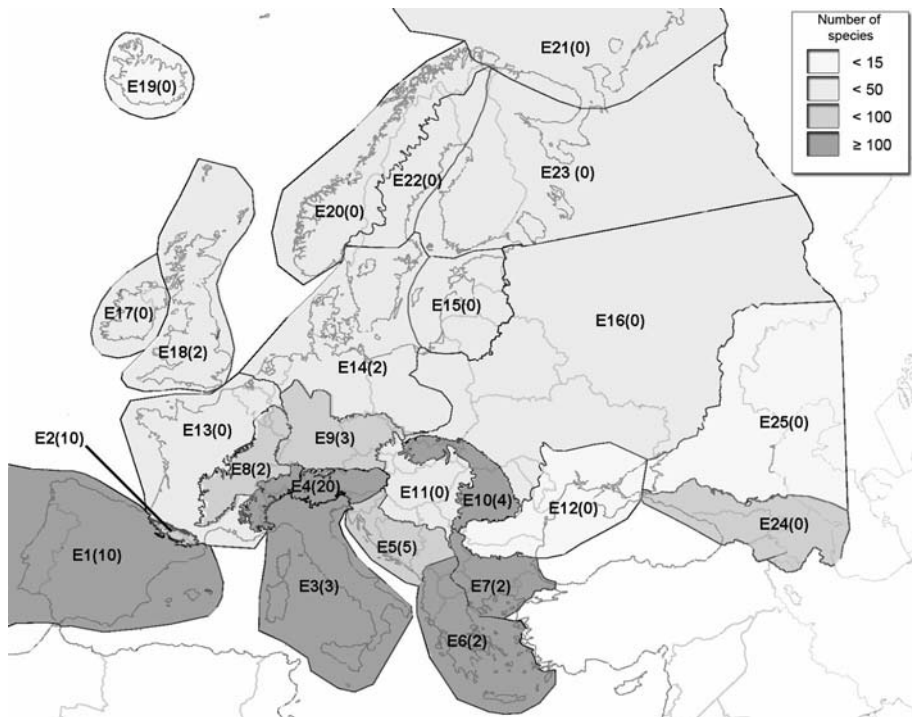 Number of
species
< 15
< 50
< 100
≥ 100
E21(0)
E19(0)
E22(0)
E23 (0)
E20(0)
E17(0)
E15(0)
E16(0)
E18(2)
E14(2)
E25(0)
E13(0)
E2(10)
E9(3)
E8(2)
E4(20)
E11(0)
E10(4)
E12(0)
E24(0)
E5(5)
E1(10)
E3(3)
E7(2)
E6(2)